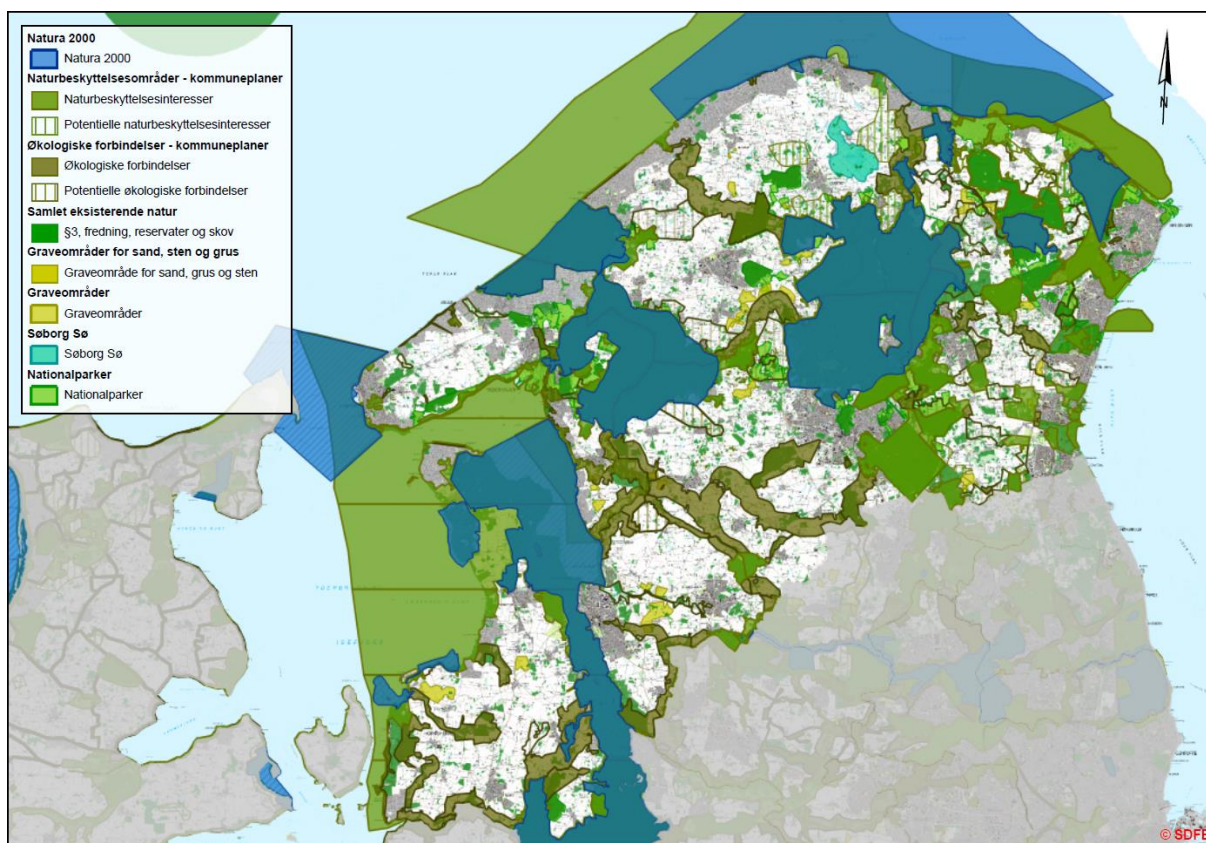 Natura 2000
Natura 2000
Naturbeskyttelsesområder - kommuneplaner
Naturbeskyttelsesinteresser
Potentielle naturbeskyttelsesinteresser
Økologiske forbindelser - kommuneplaner
Økologiske forbindelser
Potentielle økologiske forbindelser
Samlet eksisterende natur
§3, fredning, reservater og skov
Graveområder for sand, sten og grus
Graveområde for sand, grus og sten
Graveområder
Graveområder
Søborg Sø
Søborg Sø
Nationalparker
Nationalparker
N
© SDFE